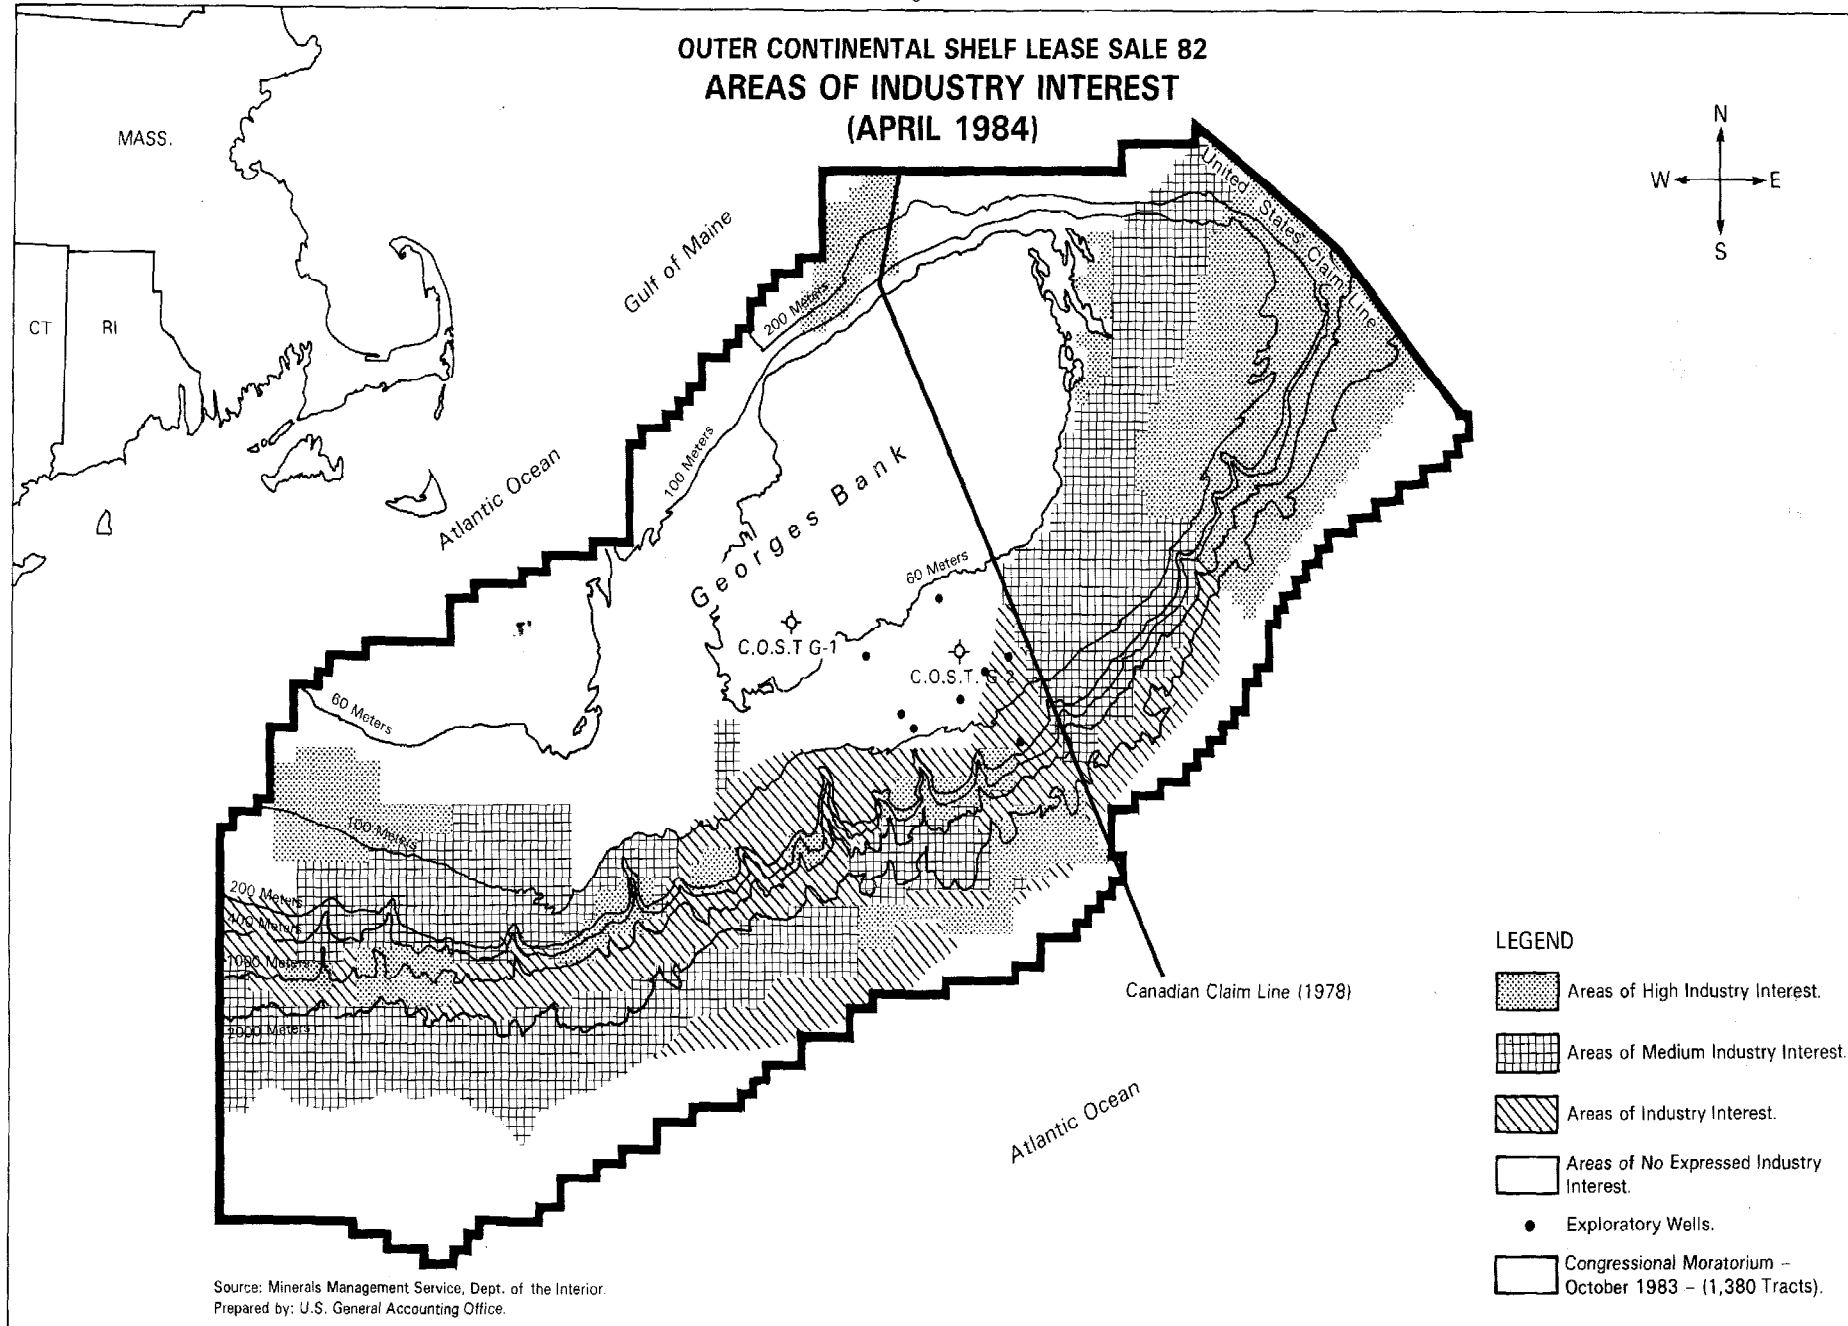 OUTER CONTINENTAL SHELF LEASE SALE 82
AREAS OF INDUSTRY INTEREST
(APRIL 1984)
N
W E
S
MASS.
CT
RI
Gulf of Maine
Atlantic Ocean
United States Claim Line
200 Meters
100 Meters
Georges Bank
60 Meters
C.O.S.T G-1
C.O.S.T. G-2
60 Meters
100 Meters
200 Meters
400 Meters
1000 Meters
2000 Meters
Canadian Claim Line (1978)
Atlantic Ocean
LEGEND
Areas of High Industry Interest.
Areas of Medium Industry Interest.
Areas of Industry Interest.
Areas of No Expressed Industry
Interest.
Exploratory Wells.
Congressional Moratorium –
October 1983 – (1,380 Tracts).
Source: Minerals Management Service, Dept. of the Interior.
Prepared by: U.S. General Accounting Office.